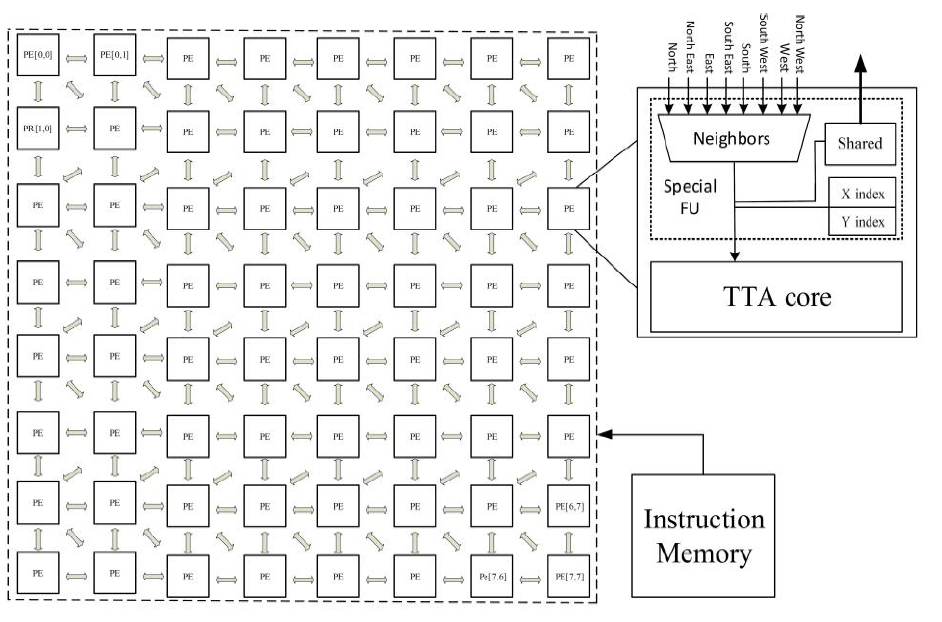 PE[0,0] PE[0,1] PE PE PE PE PE PE
PR[1,0] PE PE PE PE PE PE PE
PE PE PE PE PE PE PE PE
PE PE PE PE PE PE PE PE
PE PE PE PE PE PE PE PE
PE PE PE PE PE PE PE PE
PE PE PE PE PE PE PE PE[6,7]
PE PE PE PE PE PE Pe[7.6] PE[7,7]
North
North East
East
South East
South
South West
West
North West
Neighbors
Shared
Special
FU
X index
Y index
TTA core
Instruction
Memory